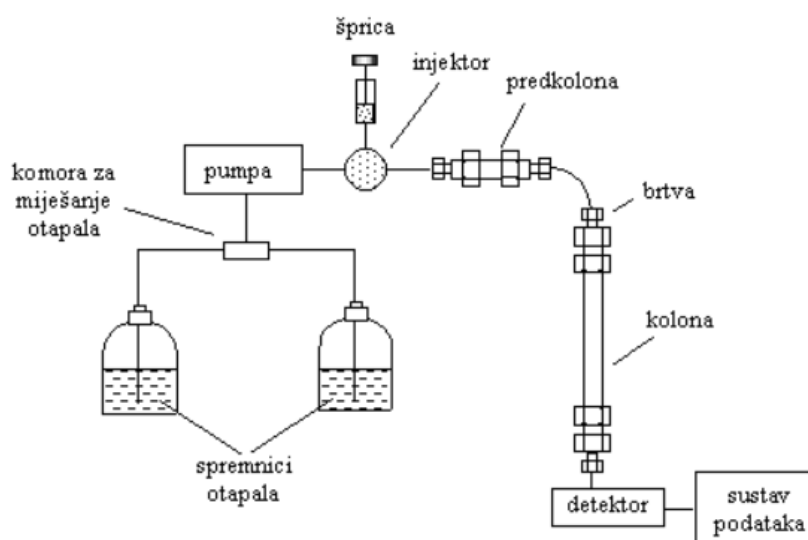 šprica
injektor
predkolona
komora za
miješanje
otapala
pumpa
brtva
kolona
spremnici
otapala
detektor
sustav
podataka